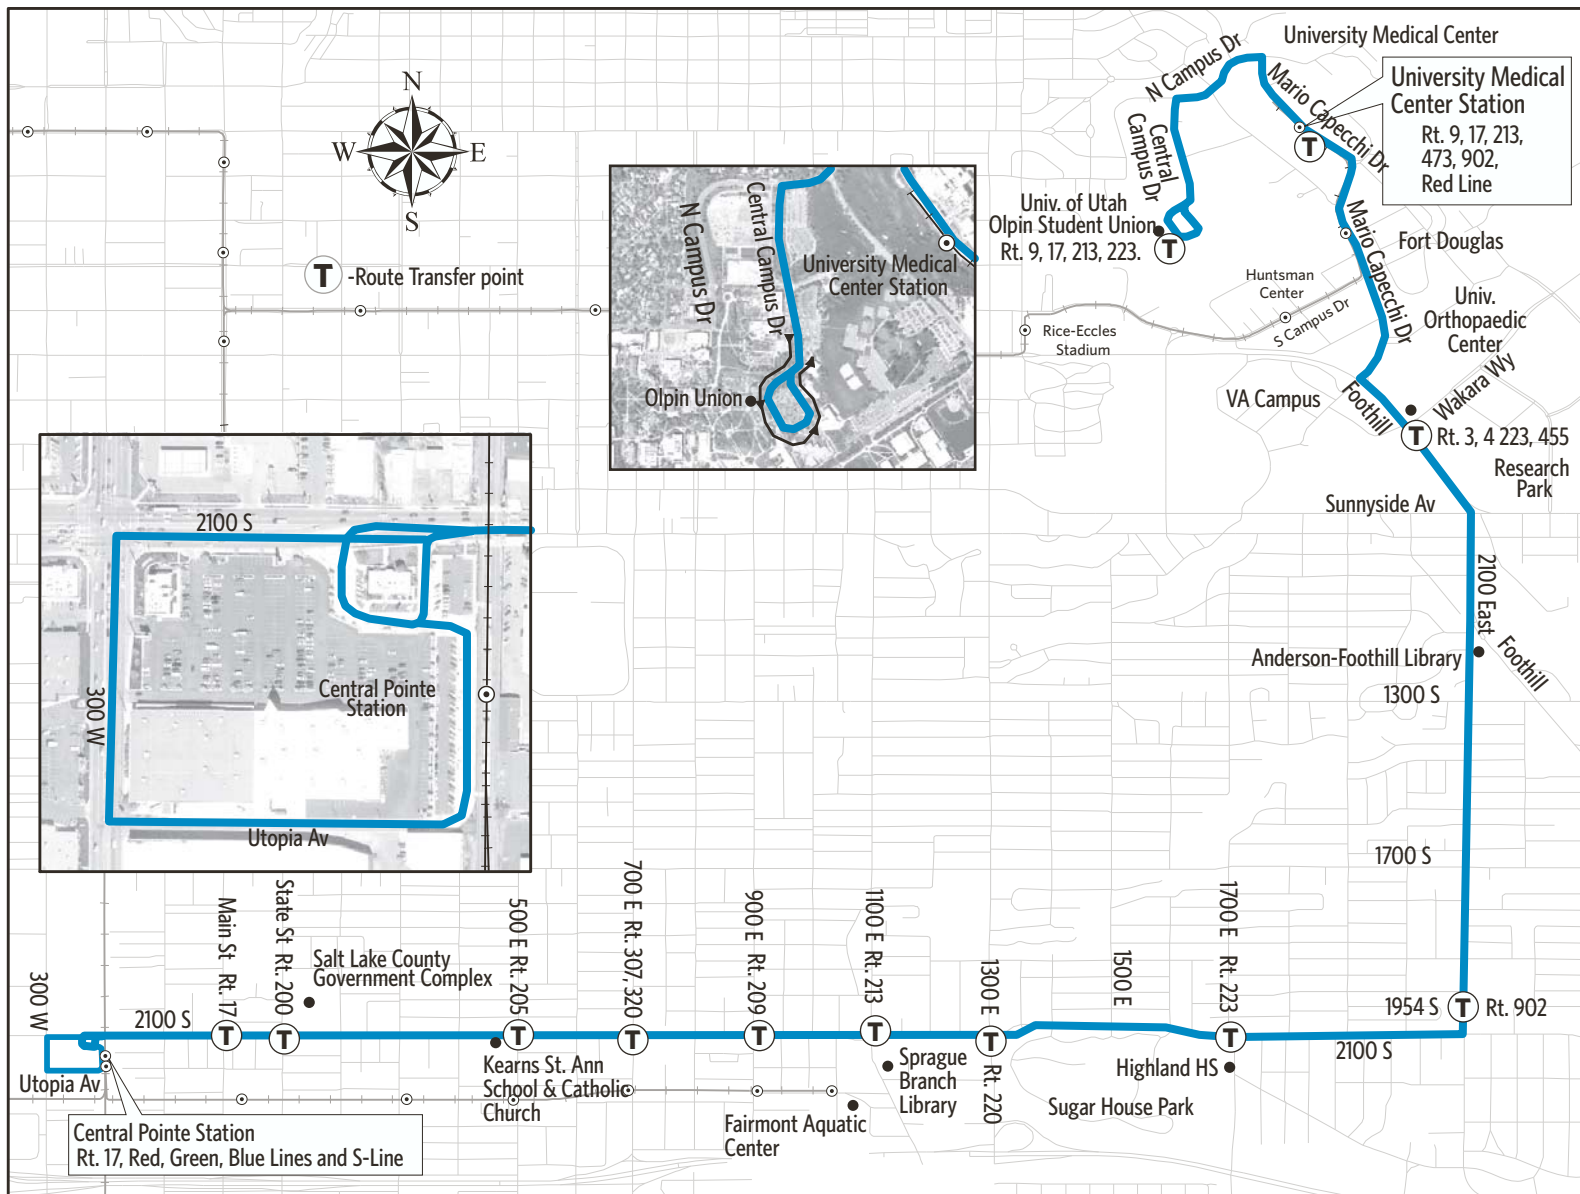 University Medical Center
N Campus Dr
Mario Capecchi Dr
University Medical
Center Station
Rt. 9, 17, 213,
473, 902,
Red Line
N
W
E
S
T -Route Transfer point
Central
Campus Dr
T
Univ. of Utah
Olpin Student Union
Rt. 9, 17, 213, 223.
T
Mario Capecchi Dr
Fort Douglas
Huntsman
Center
S Campus Dr
Rice-Eccles
Stadium
Univ.
Orthopaedic
Center
Wakara Wy
VA Campus
Foothill
T
Rt. 3, 4 223, 455
Research
Park
Sunnyside Av
2100 East
Foothill
Anderson-Foothill Library
1300 S
1700 S
N Campus Dr
Central Campus Dr
University Medical
Center Station
Olpin Union
2100 S
300 W
Central Pointe
Station
Utopia Av
300 W
2100 S
Utopia Av
Main St Rt. 17
T
State St Rt. 200
T
Salt Lake County
Government Complex
500 E Rt. 205
T
Kearns St. Ann
School & Catholic
Church
700 E Rt. 307, 320
T
900 E Rt. 209
T
1100 E Rt. 213
T
Sprague
Branch
Library
Fairmont Aquatic
Center
1300 E
T
Rt. 220
1500 E
Sugar House Park
1700 E Rt. 223
T
Highland HS
2100 S
1954 S
T
Rt. 902
Central Pointe Station
Rt. 17, Red, Green, Blue Lines and S-Line